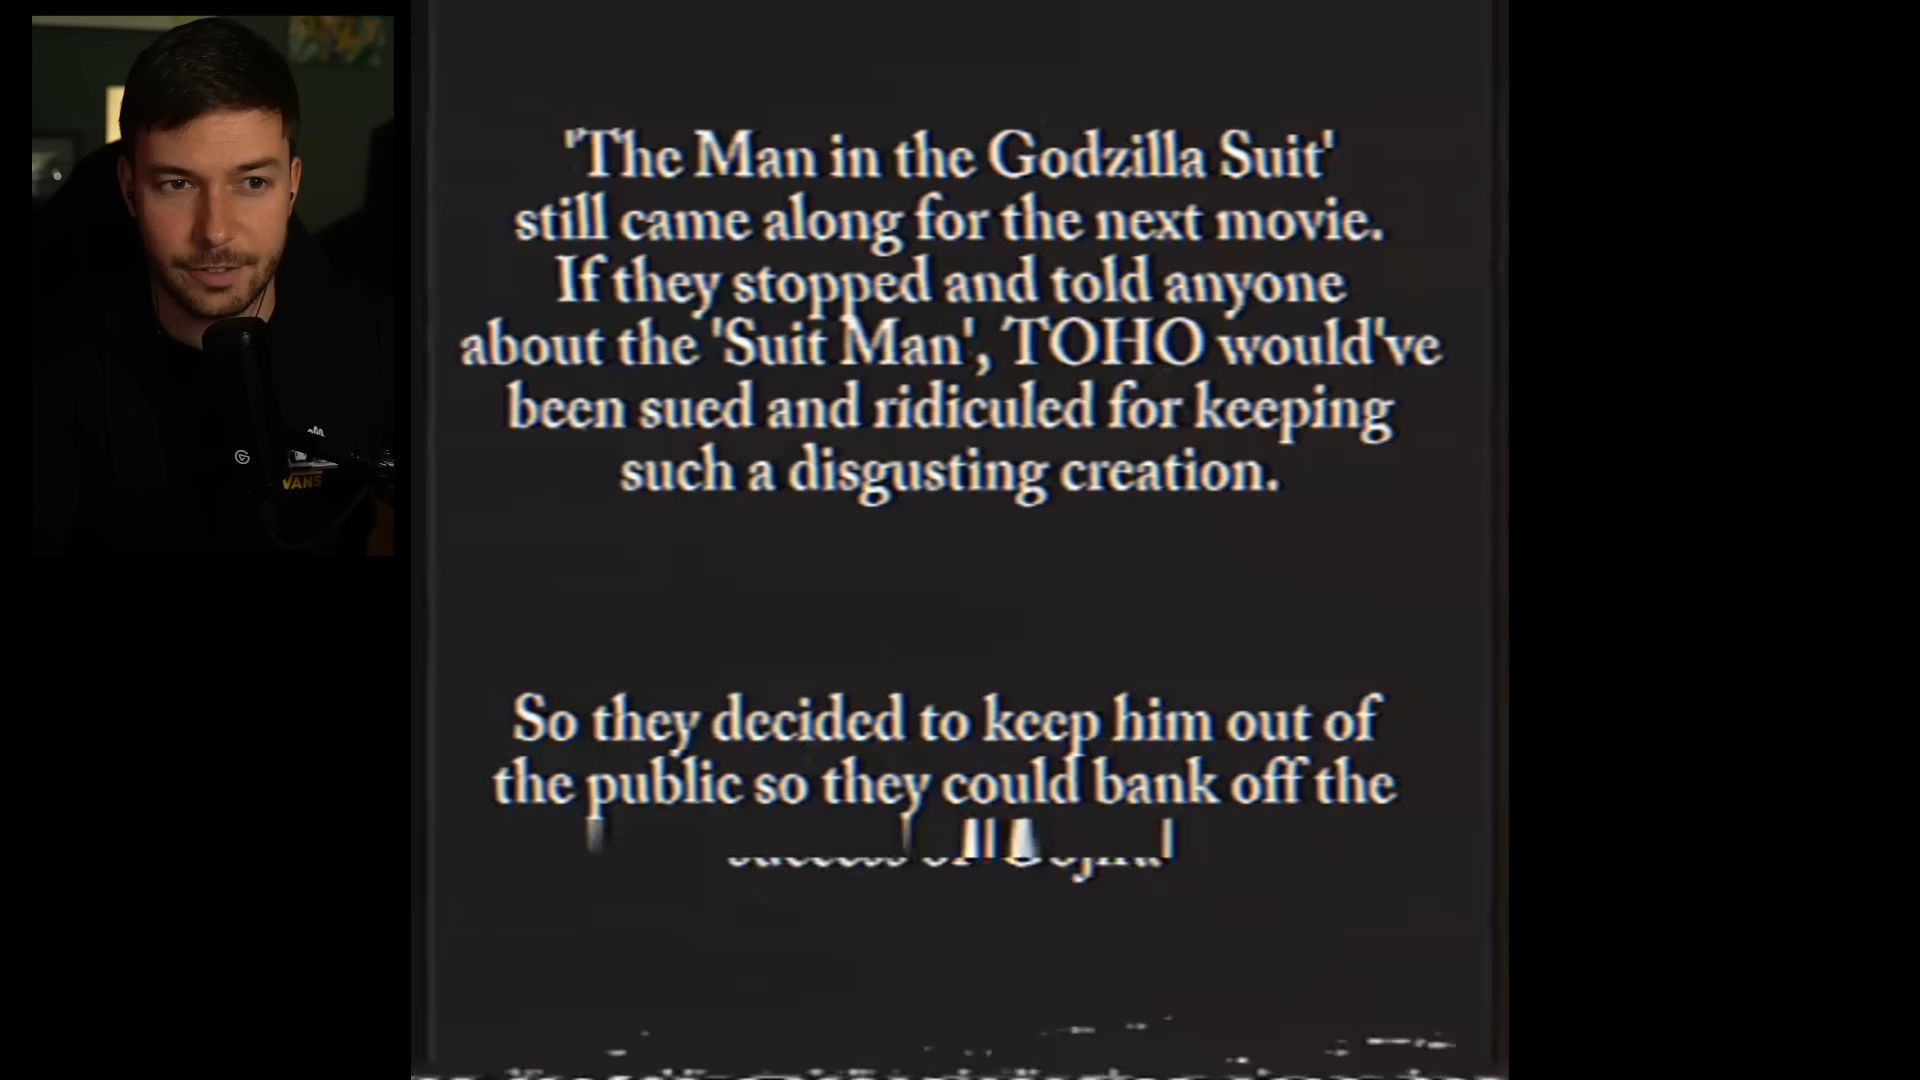 'The Man in the Godzilla Suit'
still came along for the next movie.
If they stopped and told anyone
about the 'Suit Man', TOHO would've
been sued and ridiculed for keeping
such a disgusting creation.
So they decided to keep him out of
the public so they could bank off the
VANS